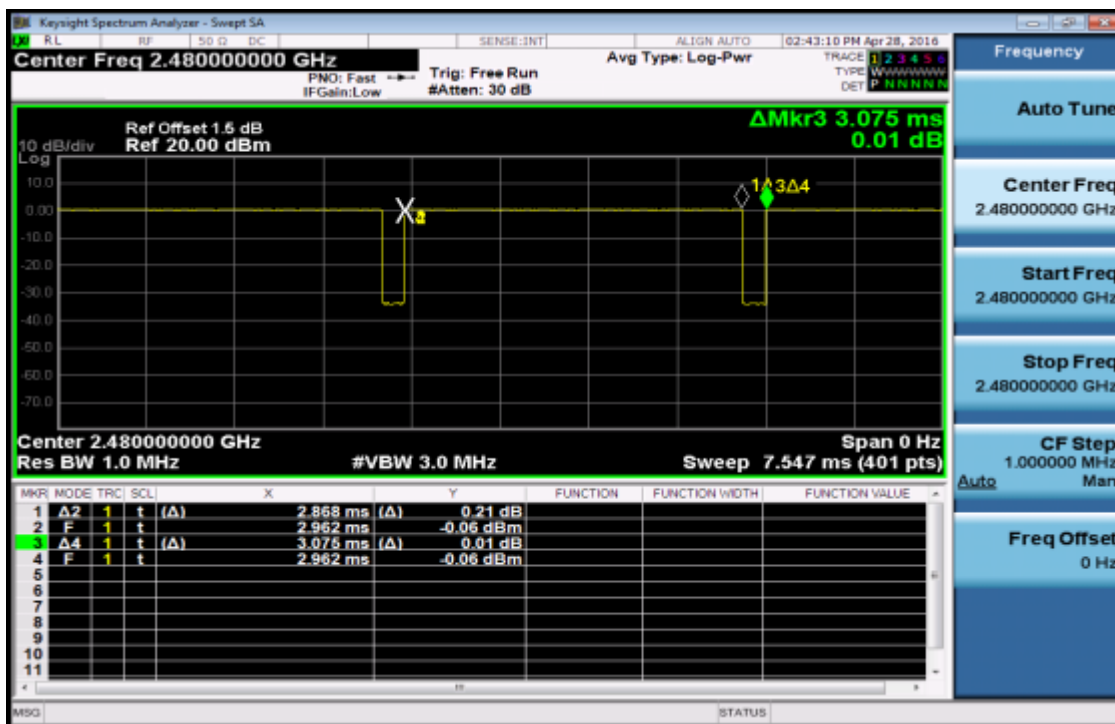 Keysight Spectrum Analyzer - Swept SA
RL RF 50 Ω DC SENSE:INT ALIGN AUTO 02:43:10 PM Apr 28, 2016
Center Freq 2.480000000 GHz
PNO: Fast
IFGain:Low
Trig: Free Run
#Atten: 30 dB
Avg Type: Log-Pwr
TRACE 1 2 3 4 5 6
TYPE WWWWWW
DET P N N N N N
Ref Offset 1.5 dB
10 dB/div Ref 20.00 dBm
Log
ΔMkr3 3.075 ms
0.01 dB
10.0
0.00
-10.0
-20.0
-30.0
-40.0
-50.0
-60.0
-70.0
1Δ 3Δ4
Center 2.480000000 GHz Span 0 Hz
Res BW 1.0 MHz #VBW 3.0 MHz Sweep 7.547 ms (401 pts)
MKR MODE TRC SCL X Y FUNCTION FUNCTION WIDTH FUNCTION VALUE
1 Δ2 1 t (Δ) 2.868 ms (Δ) 0.21 dB
2 F 1 t 2.962 ms -0.06 dBm
3 Δ4 1 t (Δ) 3.075 ms (Δ) 0.01 dB
4 F 1 t 2.962 ms -0.06 dBm
5
6
7
8
9
10
11
MSG STATUS
Frequency
Auto Tune
Center Freq
2.480000000 GHz
Start Freq
2.480000000 GHz
Stop Freq
2.480000000 GHz
CF Step
1.000000 MHz
Auto Man
Freq Offset
0 Hz